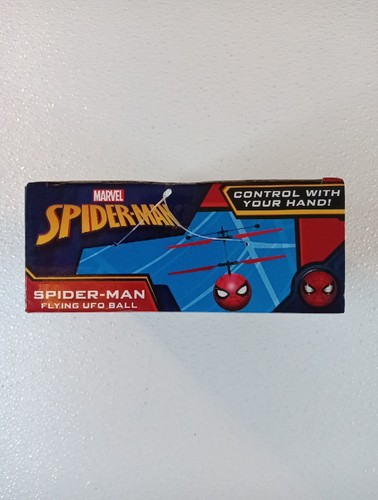 MARVEL
SPIDER-MAN
CONTROL WITH
YOUR HAND!
SPIDER-MAN
FLYING UFO BALL